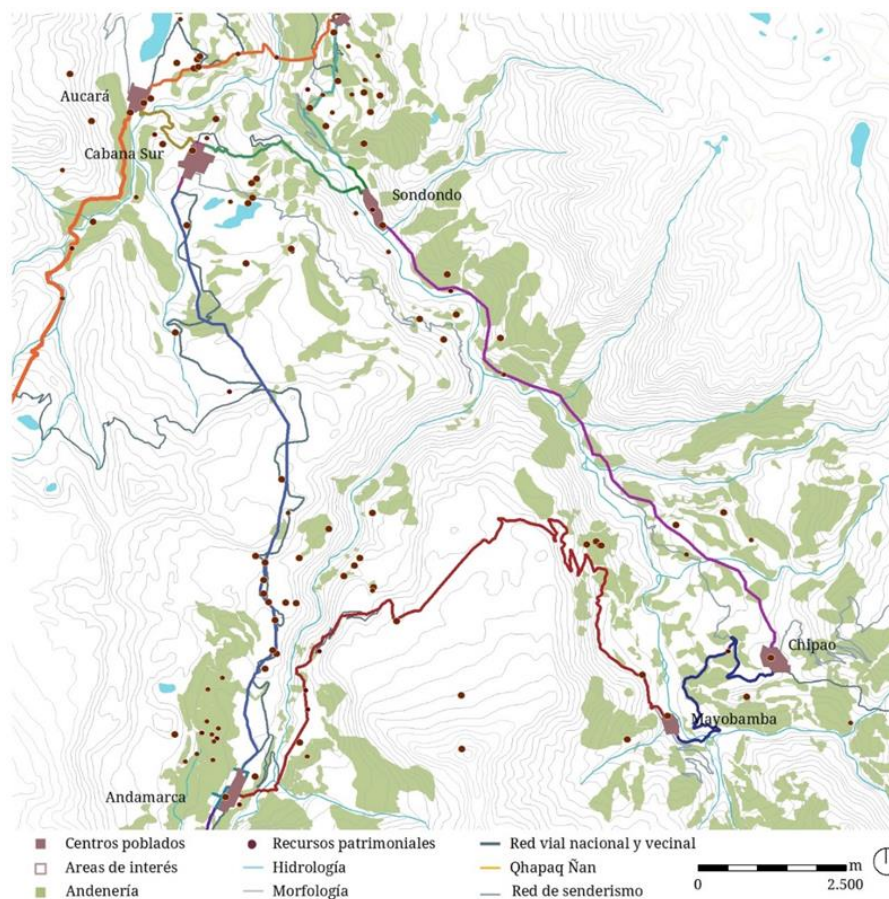 Aucará
Cabana Sur
Sondondo
Chipao
Mayobamba
Andamarca
Centros poblados
Areas de interés
Andenería
Recursos patrimoniales
Hidrología
Morfología
Red vial nacional y vecinal
Qhapaq Ñan
Red de senderismo
m
0 2.500